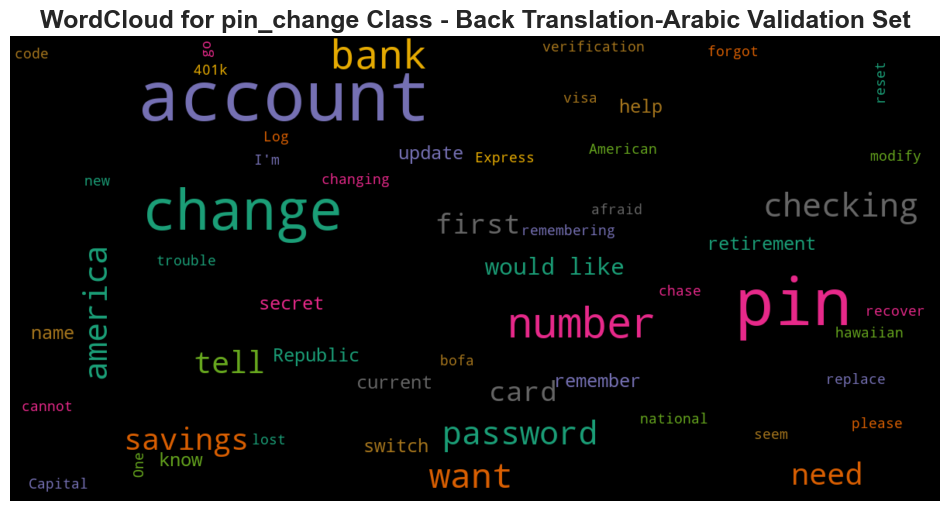 WordCloud for pin_change Class - Back Translation-Arabic Validation Set
code
go
bank
verification
forgot
401k
account
reset
visa
help
Log
I'm
update
Express
American
modify
new
changing
change
first
afraid
checking
remembering
retirement
america
trouble
would like
secret
chase
number
pin
recover
name
hawaiian
tell
Republic
bofa
current
card
remember
replace
cannot
savings
lost
switch
password
national
seem
please
One
know
want
need
Capital